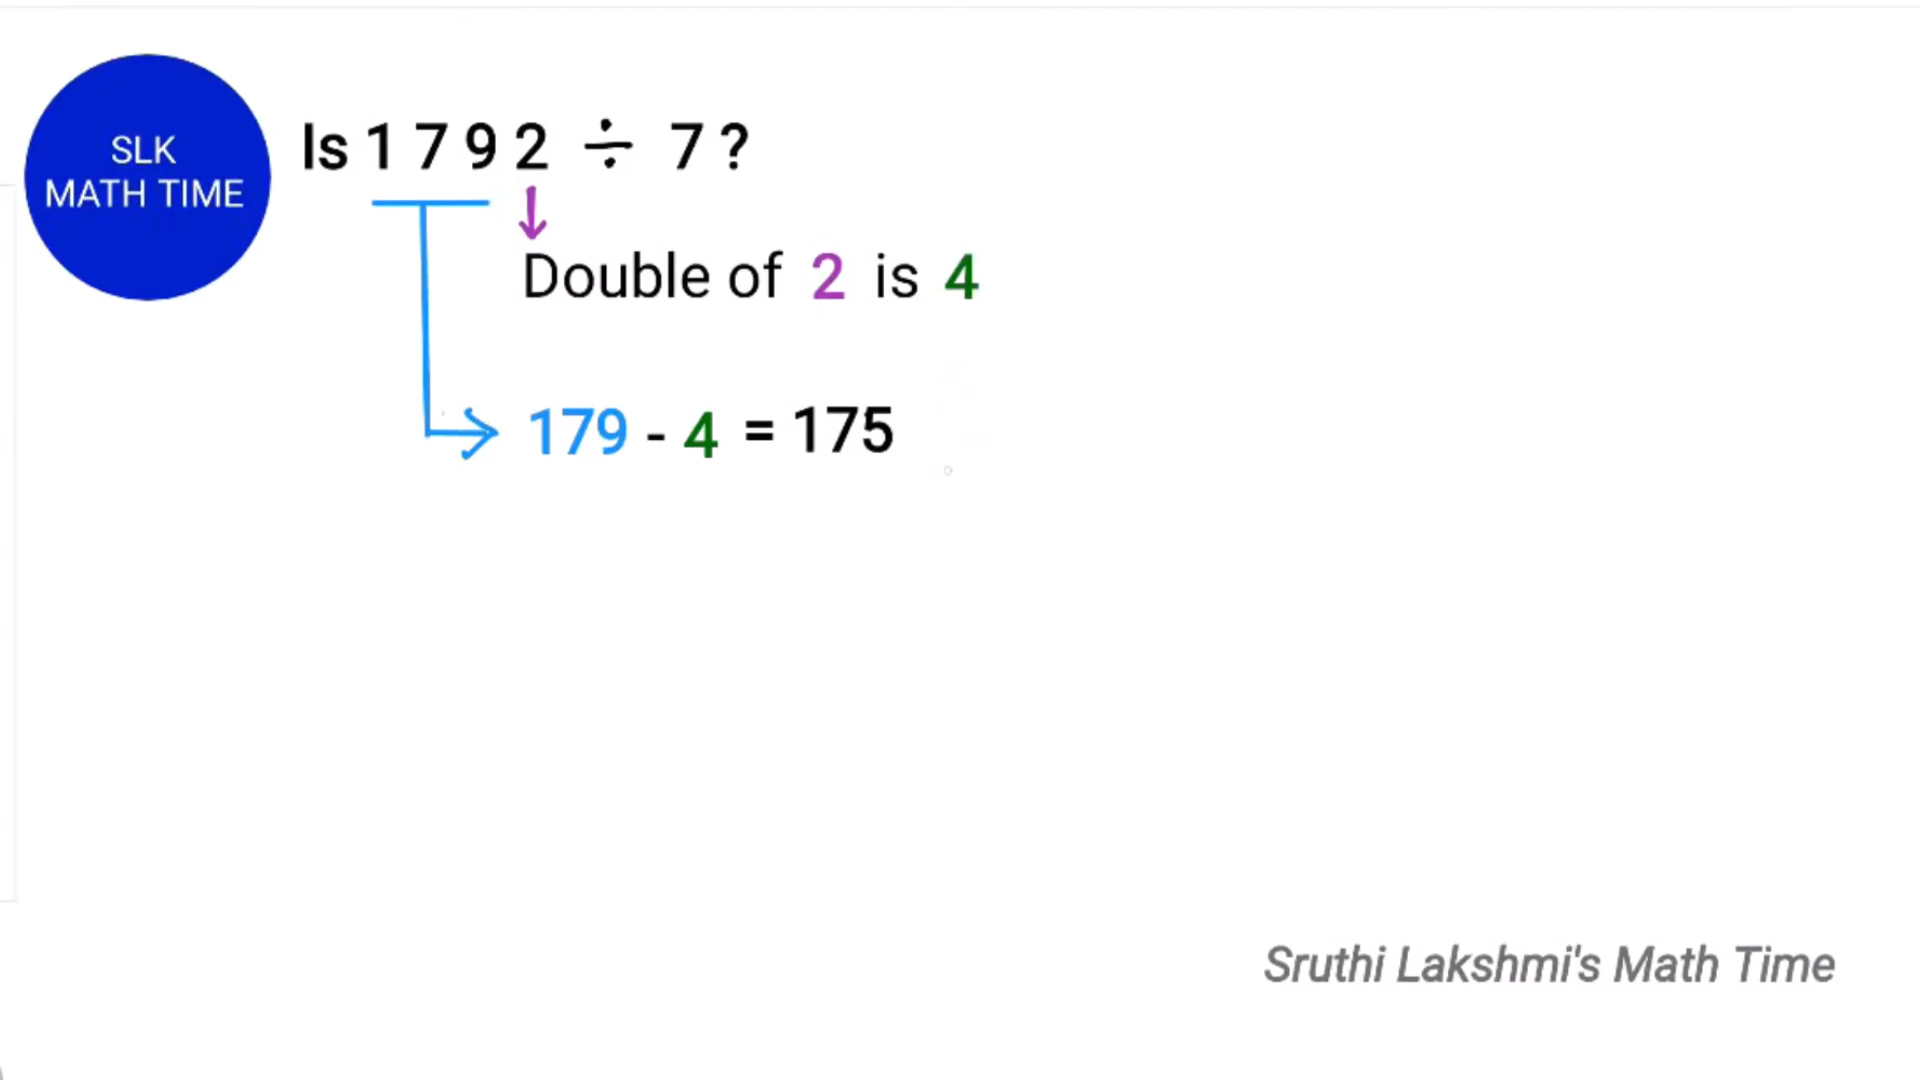 SLK
MATH TIME
Is 1 7 9 2 ÷ 7 ?
Double of 2 is 4
179 - 4 = 175
Sruthi Lakshmi's Math Time